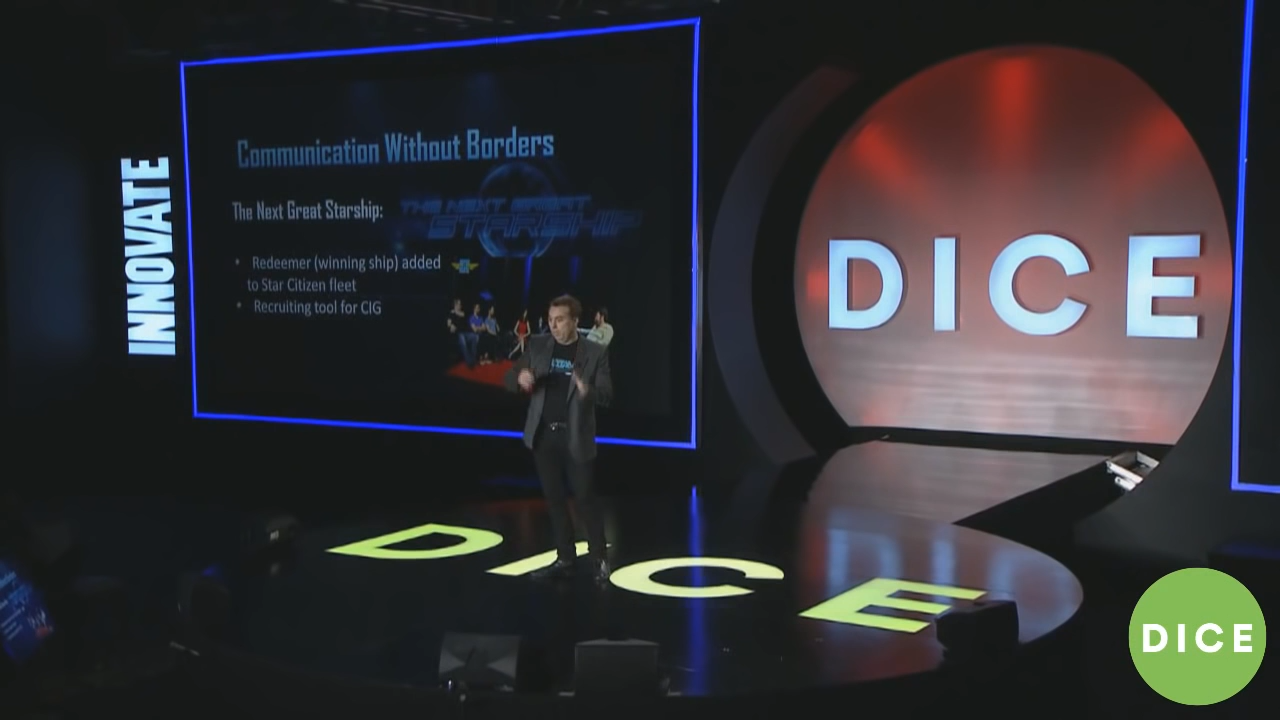 INNOVATE
Communication Without Borders
The Next Great Starship:
THE NEXT GREAT
STARSHIP
• Redeemer (winning ship) added
to Star Citizen fleet
• Recruiting tool for CIG
DICE
DICE
DICE